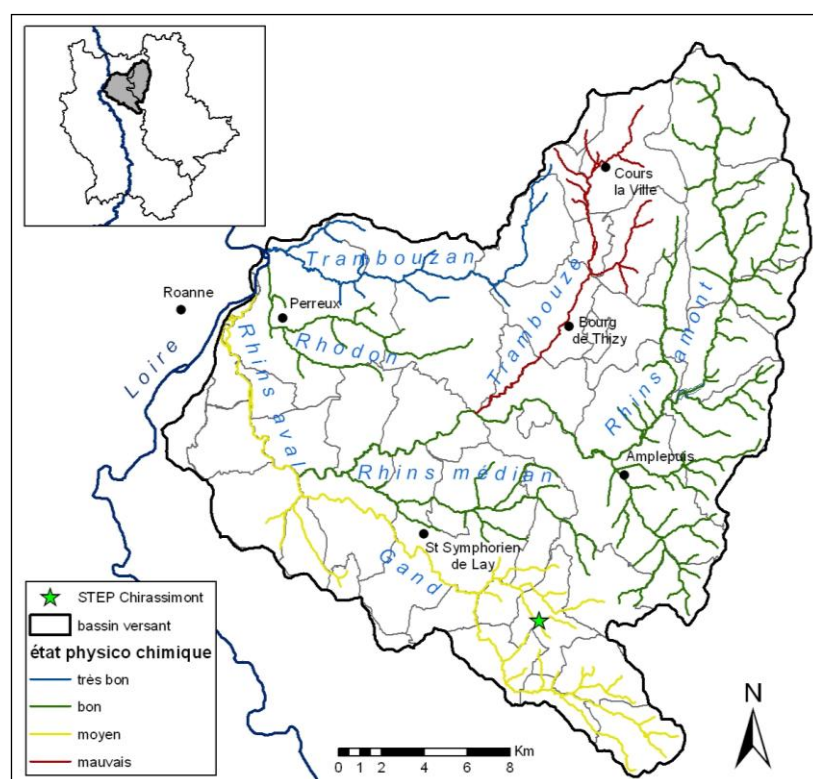 Cours
la Ville
Trambouzan
Roanne
Perreux
Rhodon
Trambouze
Bourg
de Thizy
Rhins amont
Loire
Rhins aval
Amplepuis
Rhins médian
St Symphorien
de Lay
Gand
STEP Chirassimont
bassin versant
état physico chimique
très bon
bon
moyen
mauvais
Km
0 1 2 4 6 8
N